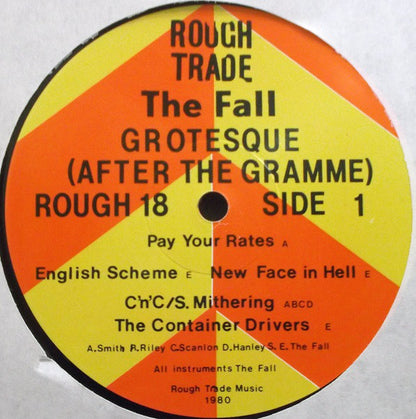 ROUGH
TRADE
The Fall
GROTESQUE
(AFTER THE GRAMME)
ROUGH 18 SIDE 1
Pay Your Rates A
English Scheme E New Face in Hell E
C'n'C/S. Mithering ABCD
The Container Drivers E
A.Smith P.Riley C.Scanlon D.Hanley S. E. The Fall
All instruments The Fall
Rough Trade Music
1980